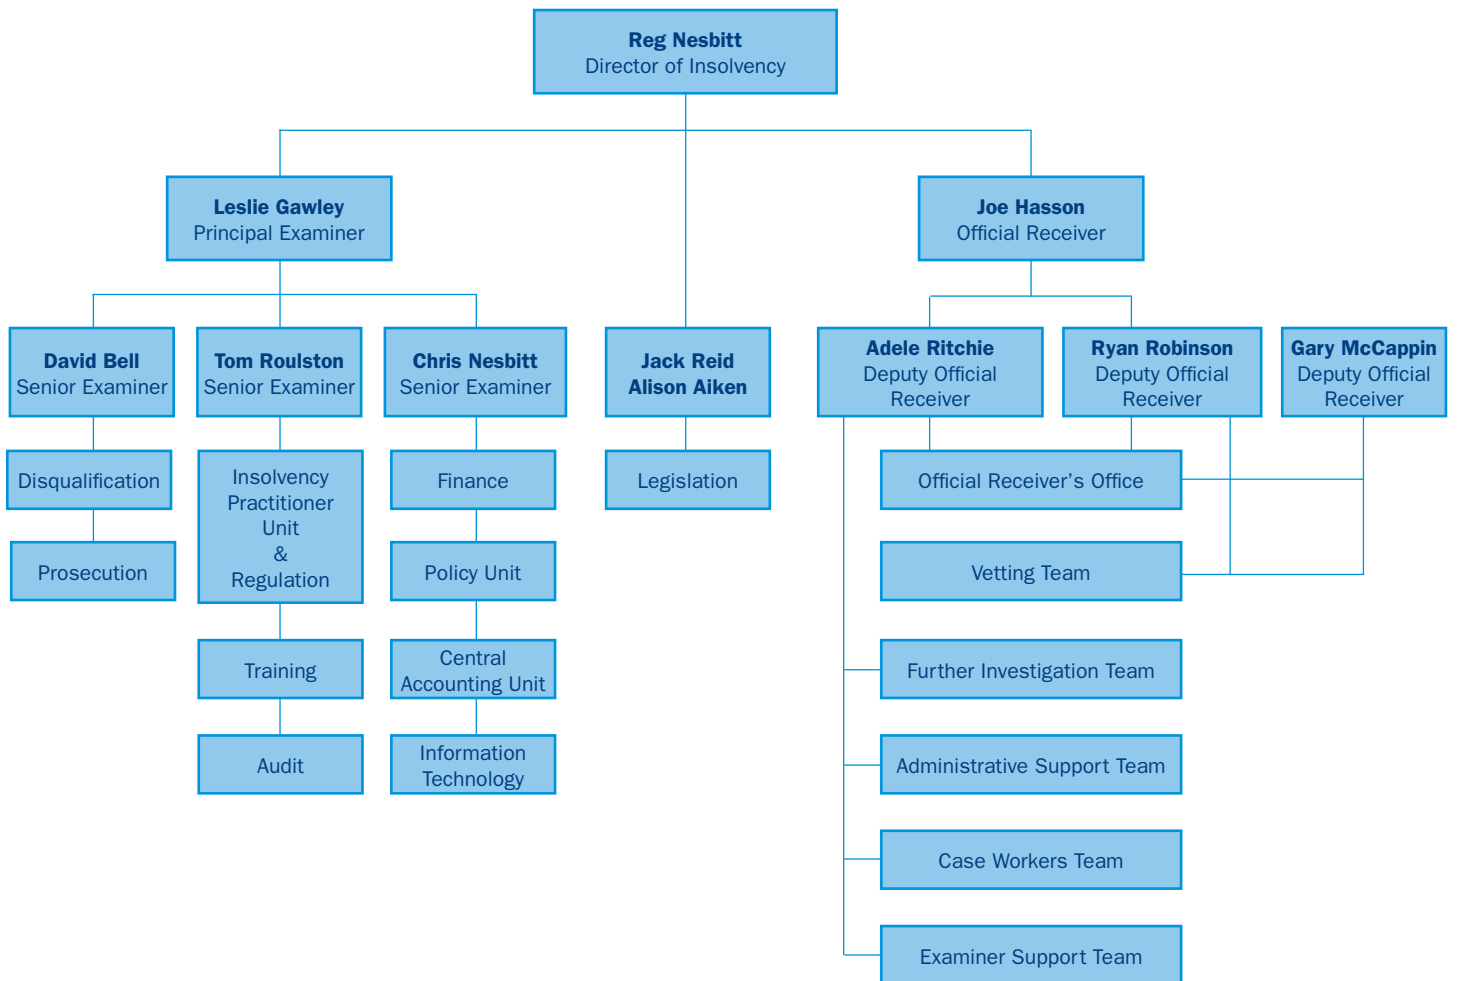 Reg Nesbitt
Director of Insolvency
Leslie Gawley
Principal Examiner
Joe Hasson
Official Receiver
David Bell
Senior Examiner
Tom Roulston
Senior Examiner
Chris Nesbitt
Senior Examiner
Jack Reid
Alison Aiken
Adele Ritchie
Deputy Official
Receiver
Ryan Robinson
Deputy Official
Receiver
Gary McCappin
Deputy Official
Receiver
Disqualification
Prosecution
Insolvency
Practitioner
Unit
&
Regulation
Training
Audit
Finance
Policy Unit
Central
Accounting Unit
Information
Technology
Legislation
Official Receiver’s Office
Vetting Team
Further Investigation Team
Administrative Support Team
Case Workers Team
Examiner Support Team